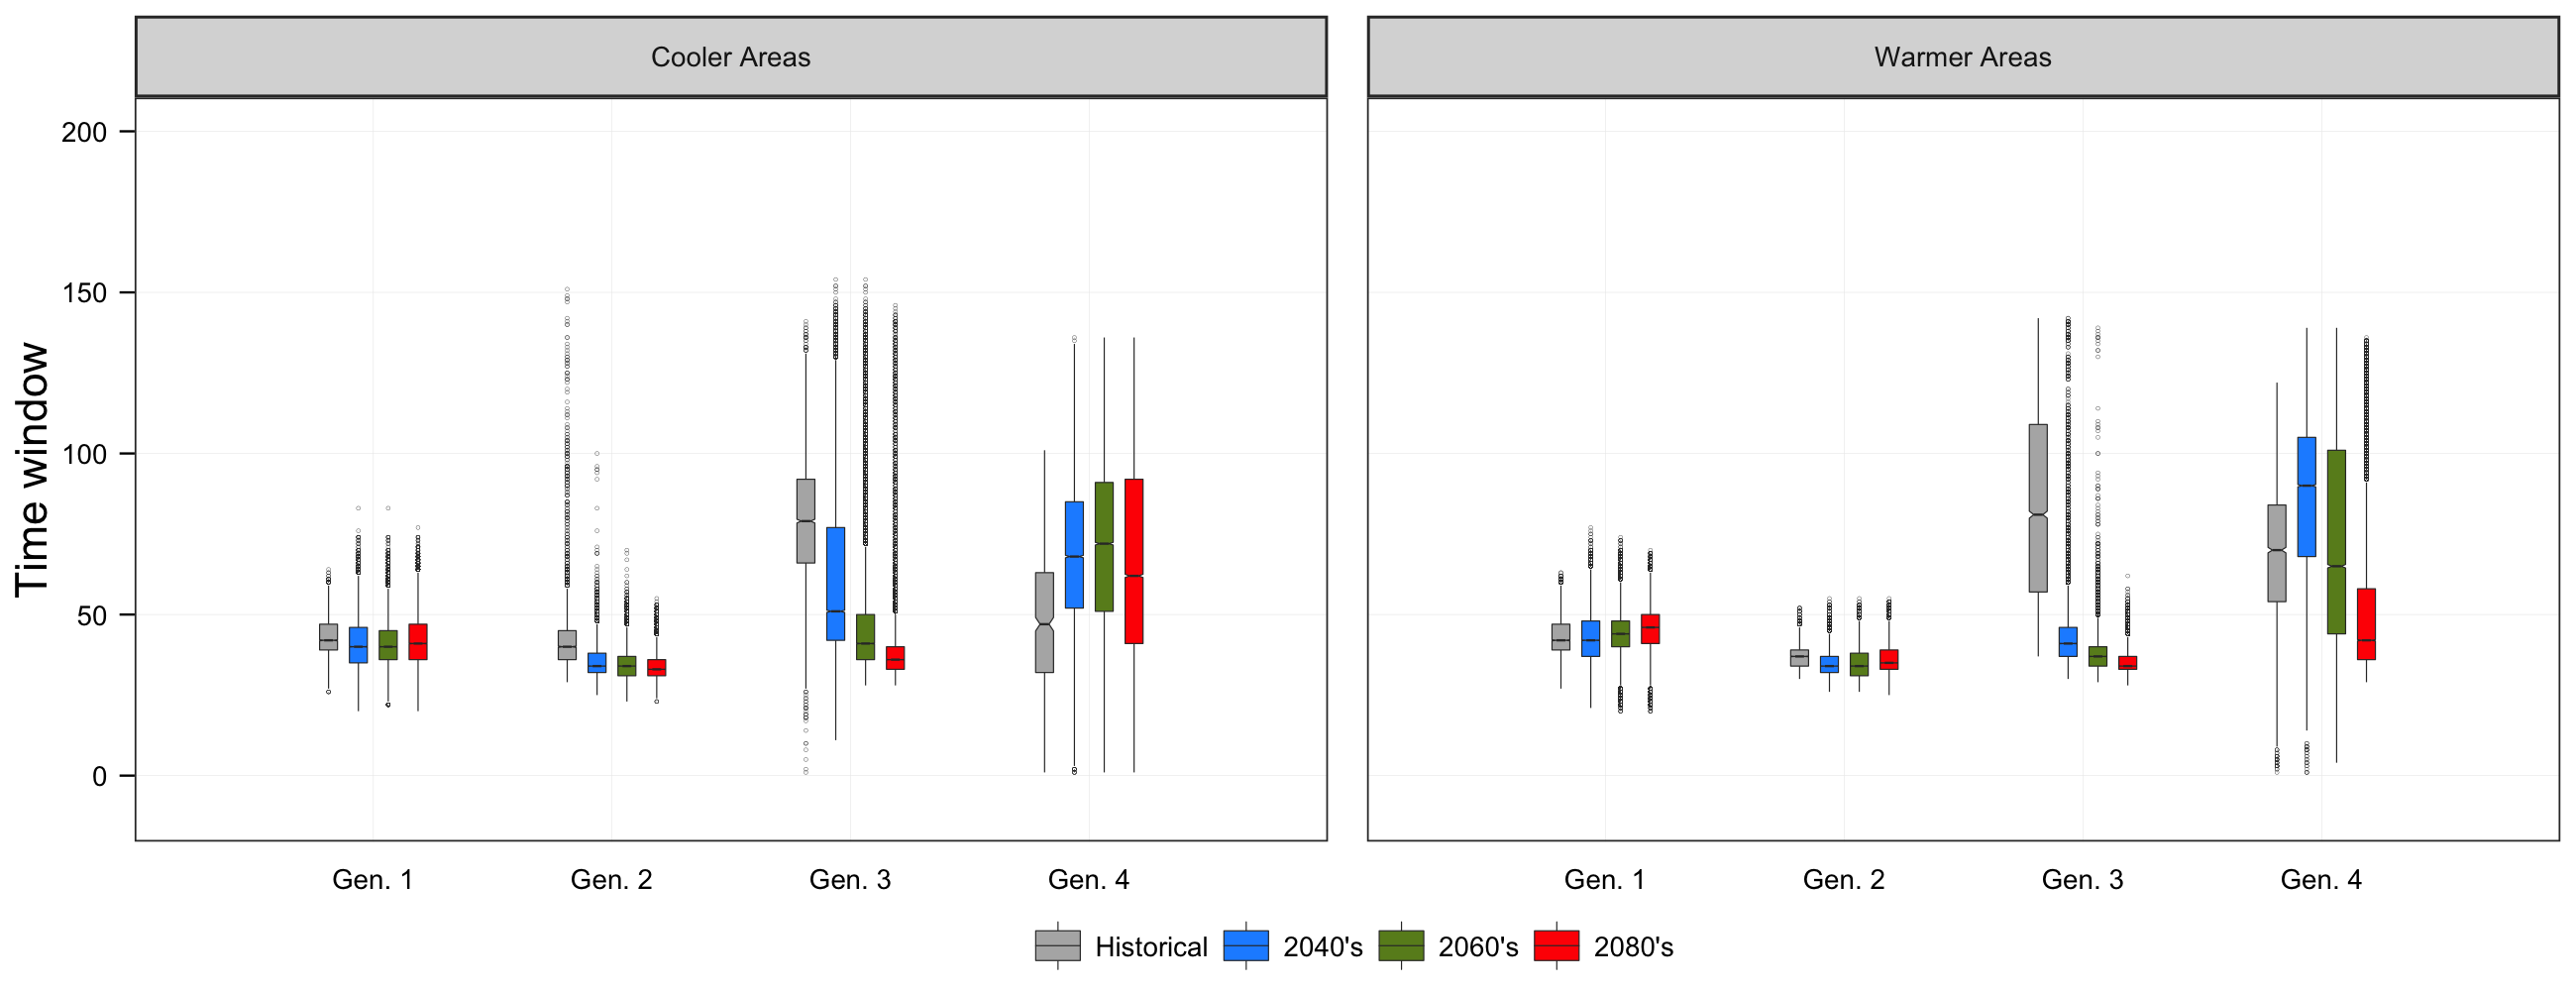 Cooler Areas
Warmer Areas
Time window
200
150
100
50
0
Gen. 1 Gen. 2 Gen. 3 Gen. 4
Gen. 1 Gen. 2 Gen. 3 Gen. 4
Historical 2040's 2060's 2080's